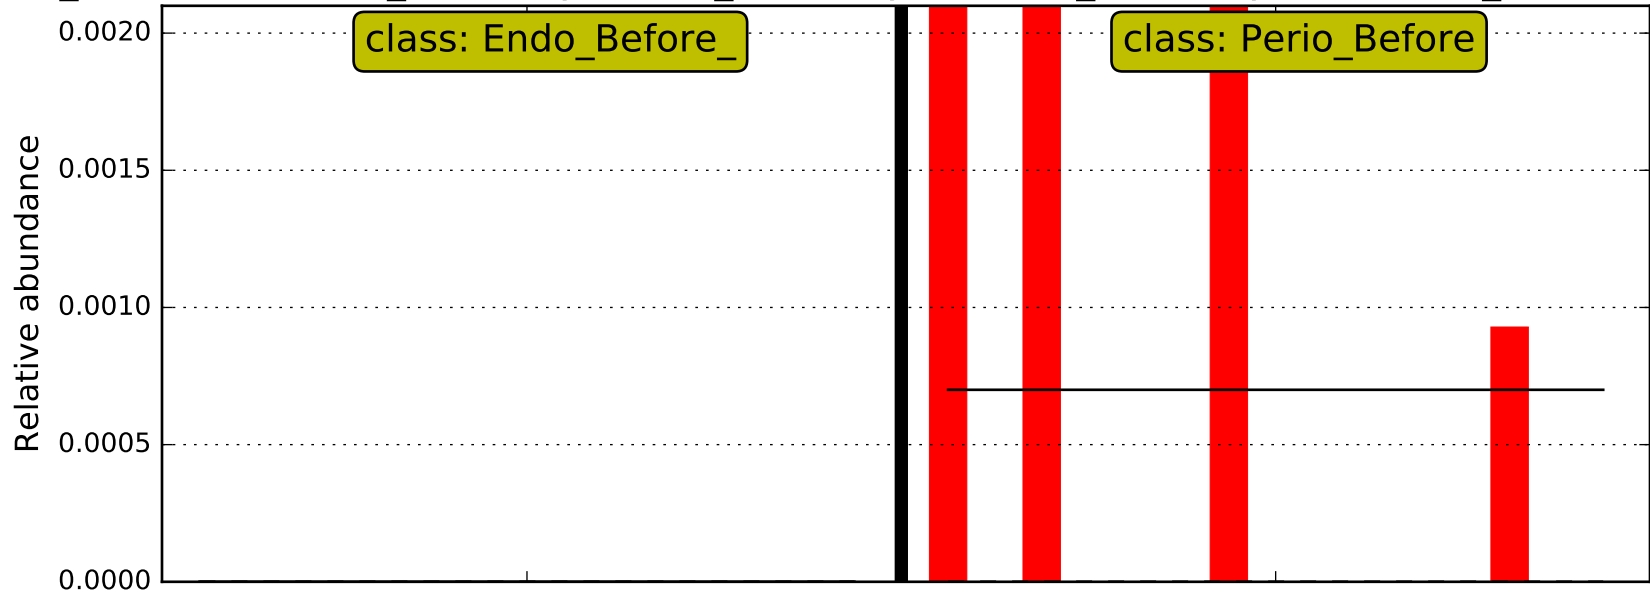 0.0020
class: Endo_Before_
class: Perio_Before
0.0015
0.0010
0.0005
0.0000
Relative abundance